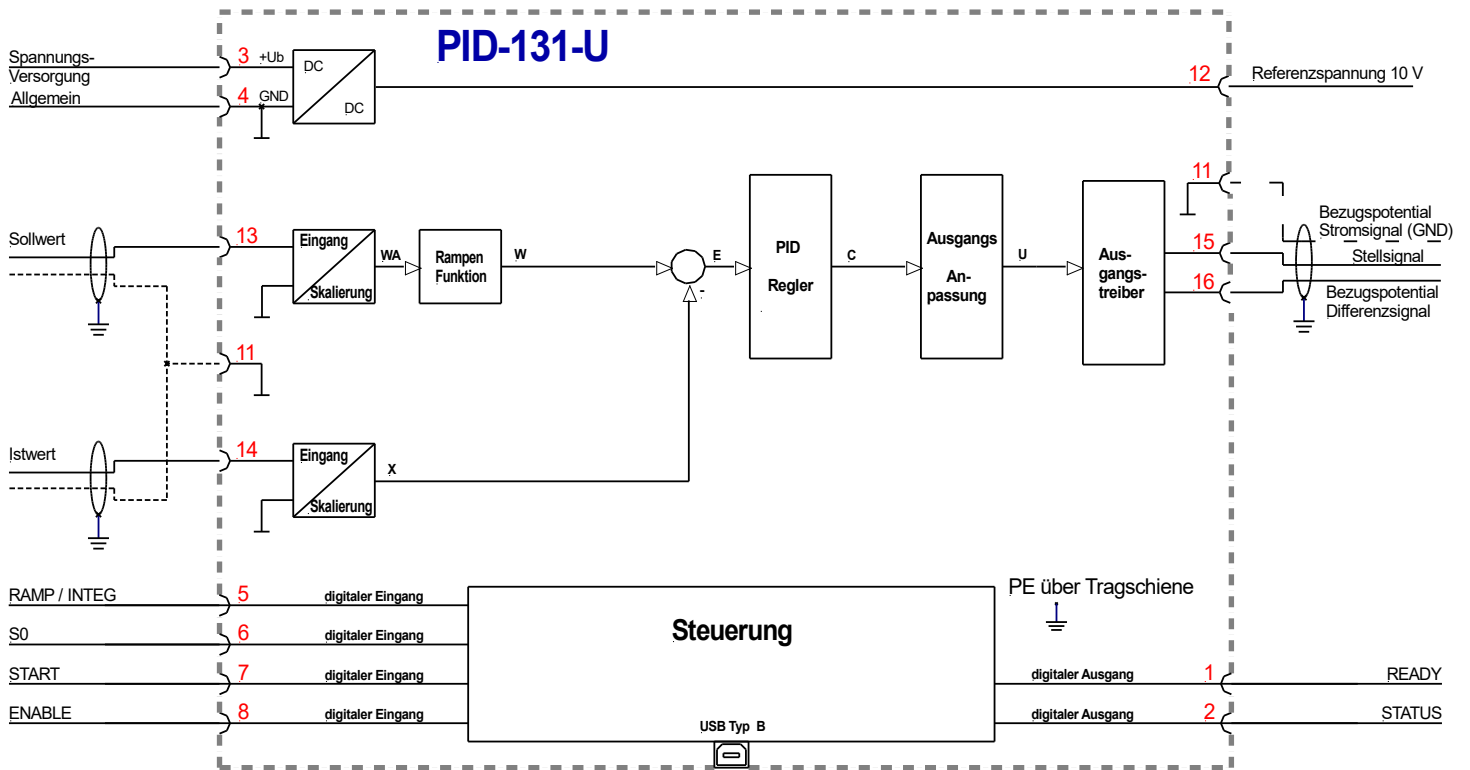 PID-131-U
Spannungs-
Versorgung
Allgemein
3
+Ub
4
GND
DC
DC
12
Referenzspannung 10 V
Sollwert
13
Eingang
Skalierung
WA
Rampen
Funktion
W
E
-
PID
Regler
C
Ausgangs
An-
passung
U
Aus-
gangs-
treiber
11
15
16
Bezugspotential
Stromsignal (GND)
Stellsignal
Bezugspotential
Differenzsignal
11
Istwert
14
Eingang
Skalierung
X
RAMP / INTEG
5
digitaler Eingang
S0
6
digitaler Eingang
START
7
digitaler Eingang
ENABLE
8
digitaler Eingang
Steuerung
USB Typ B
PE über Tragschiene
digitaler Ausgang
1
READY
digitaler Ausgang
2
STATUS